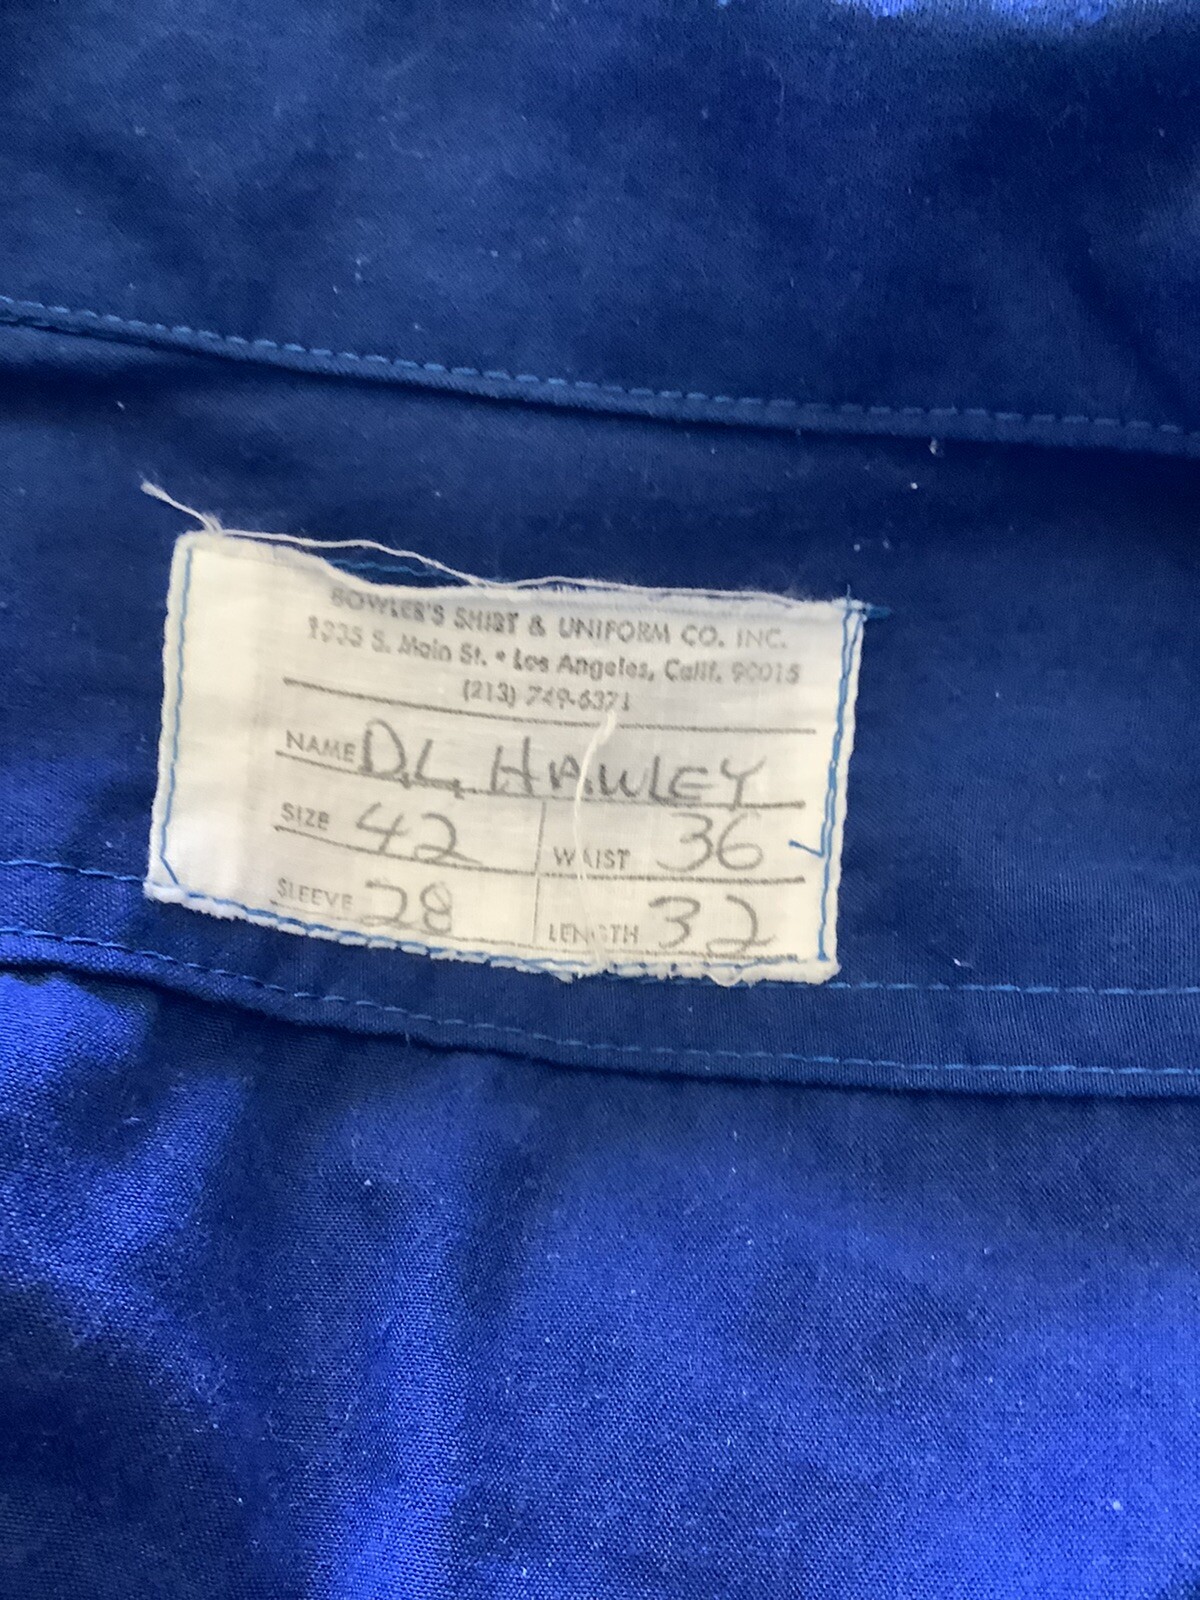 BOWLER'S SHIRT & UNIFORM CO. INC.
S. Main St. • Los Angeles, Calif. 90015
(213) 749-6371
NAME D.L. HAWLEY
SIZE 42 WAIST 36
SLEEVE 28 LENGTH 32